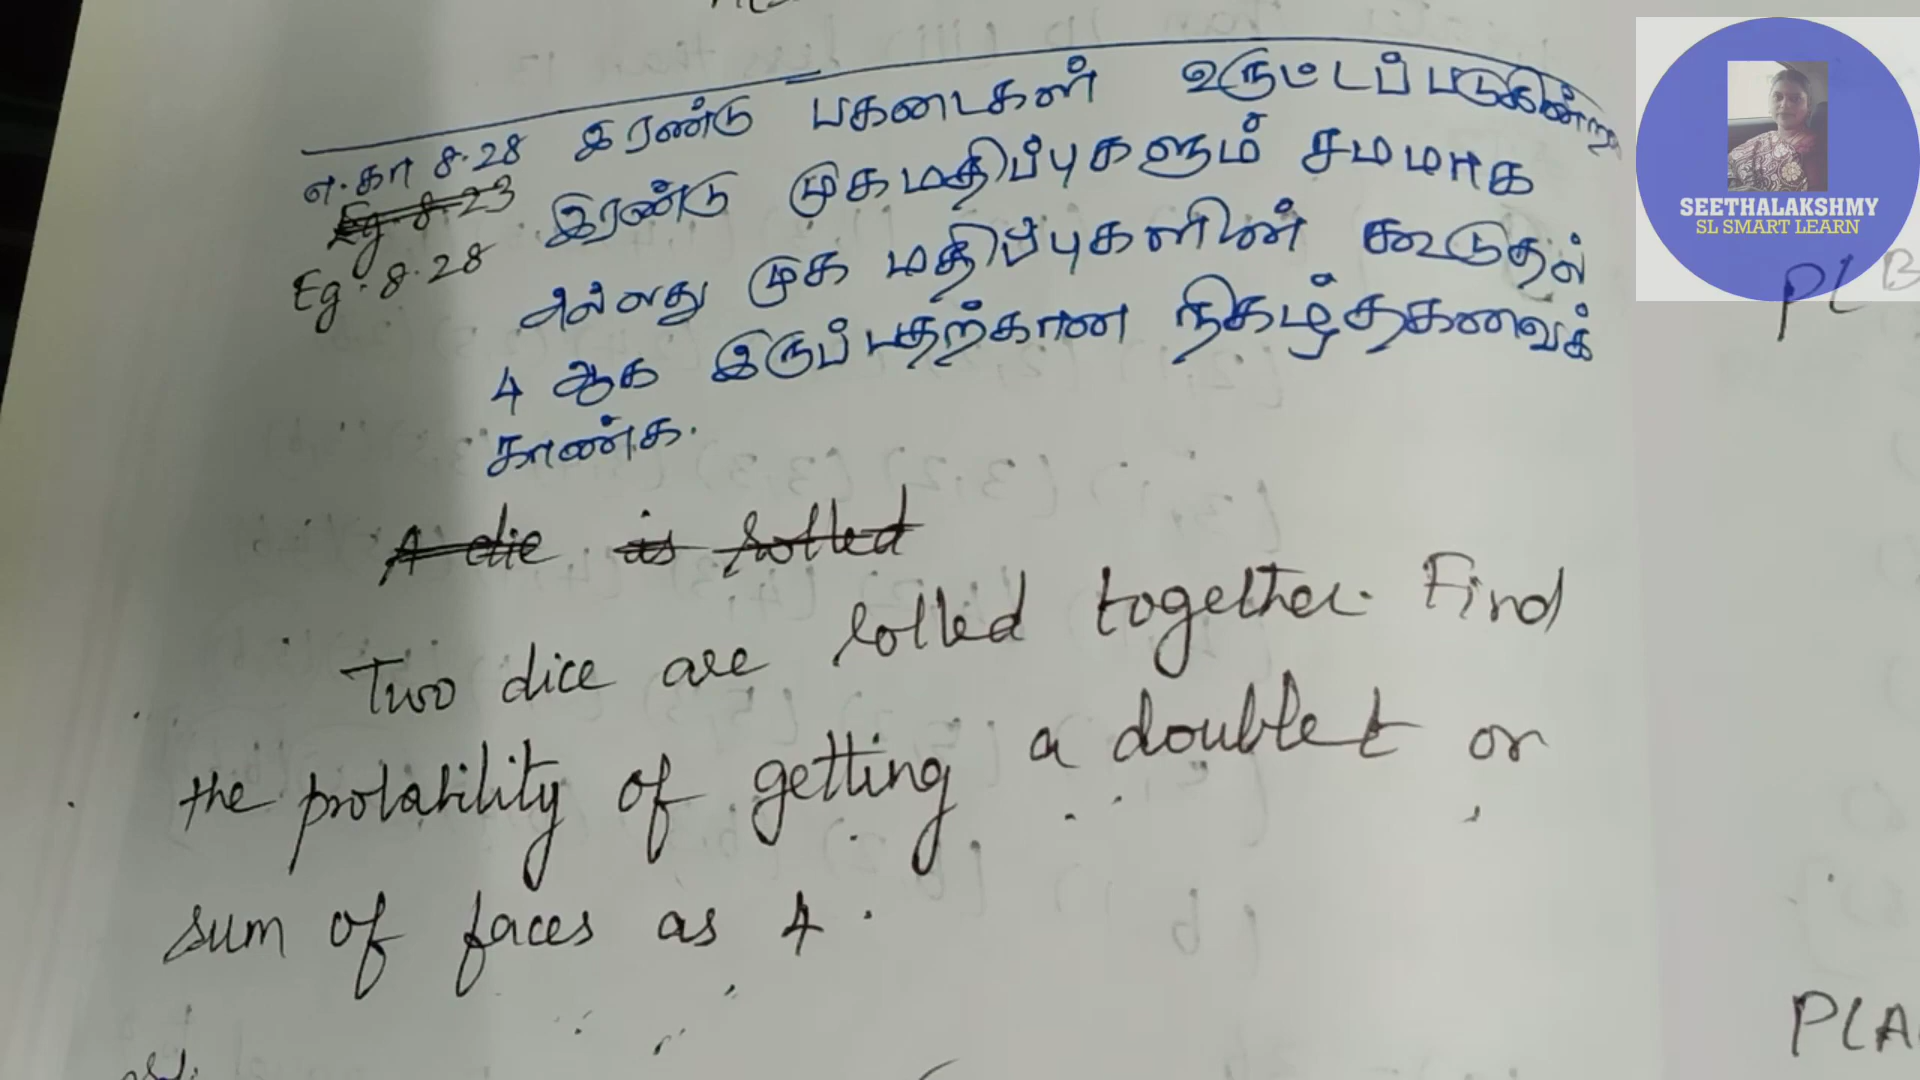 எ.கா 8.28 இரண்டு பகடைகள் உருட்டப் படுகின்றன
Eg. 8.23
Eg. 8.28 இரண்டு முகமதிப்புகளும் சமமாக
அல்லது முக மதிப்புகளின் கூடுதல்
4 ஆக இருப்பதற்கான நிகழ்தகவைக்
காண்க.
A die is rolled
Two dice are rolled together. Find
the probability of getting a doublet or
sum of faces as 4.
SEETHALAKSHMY
SL SMART LEARN
P(B
P(A